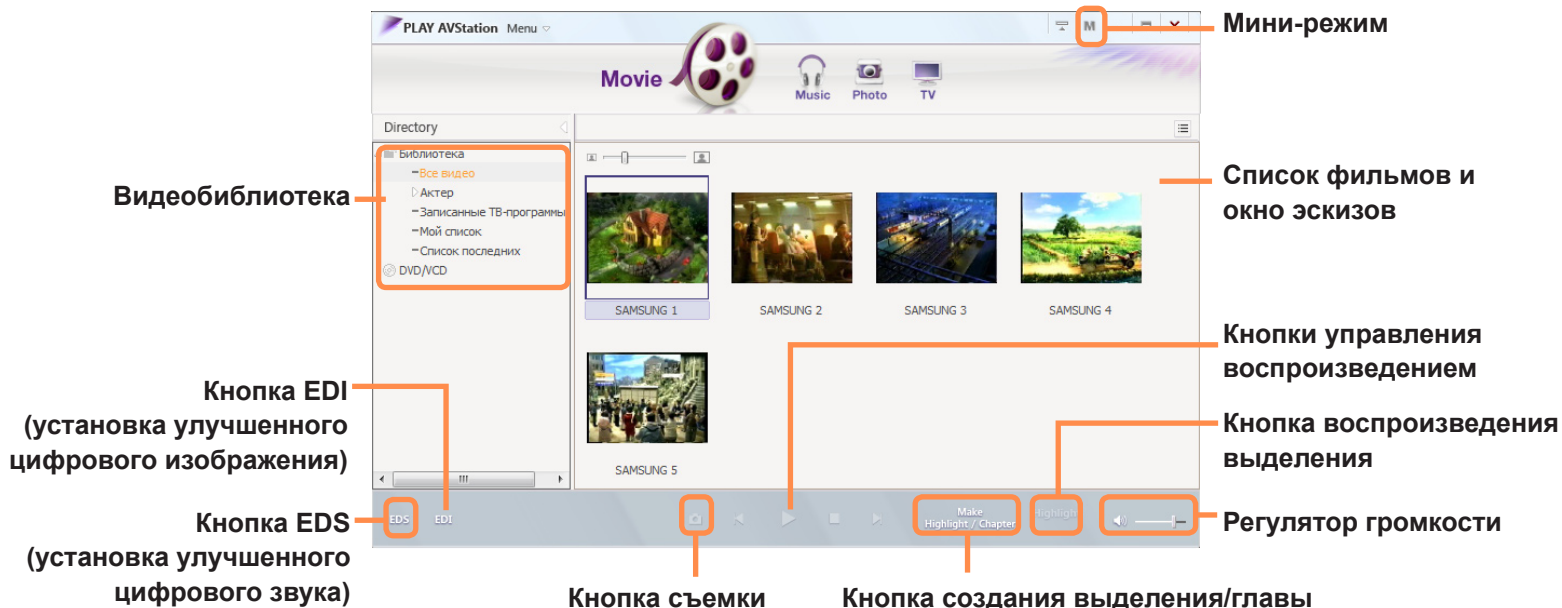 PLAY AVStation Menu
M
Мини-режим
Movie
Music
Photo
TV
Directory
Библиотека
Все видео
Актер
Записанные ТВ-программы
Мой список
Список последних
DVD/VCD
Видеобиблиотека
Список фильмов и
окно эскизов
SAMSUNG 1
SAMSUNG 2
SAMSUNG 3
SAMSUNG 4
SAMSUNG 5
Кнопки управления
воспроизведением
Кнопка EDI
(установка улучшенного
цифрового изображения)
Кнопка воспроизведения
выделения
EDS
EDI
Make
Highlight / Chapter
Highlight
Регулятор громкости
Кнопка EDS
(установка улучшенного
цифрового звука)
Кнопка съемки
Кнопка создания выделения/главы